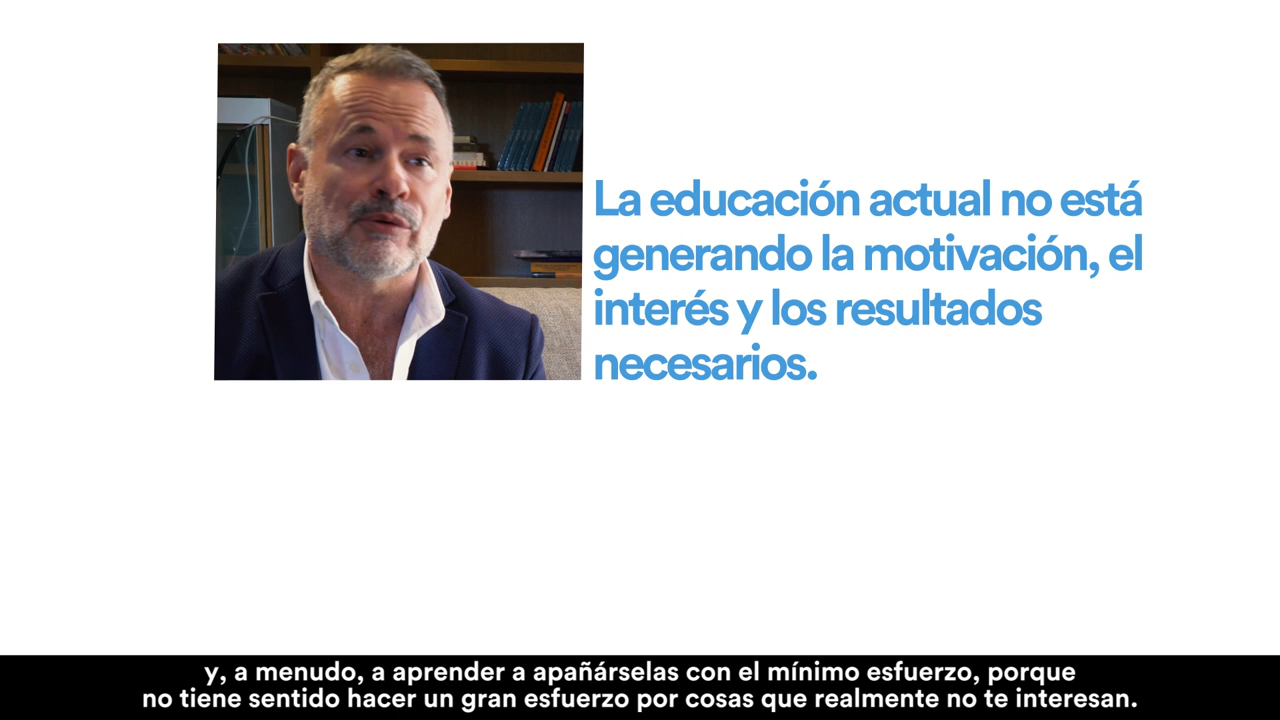 La educación actual no está
generando la motivación, el
interés y los resultados
necesarios.
y, a menudo, a aprender a apañárselas con el mínimo esfuerzo, porque
no tiene sentido hacer un gran esfuerzo por cosas que realmente no te interesan.